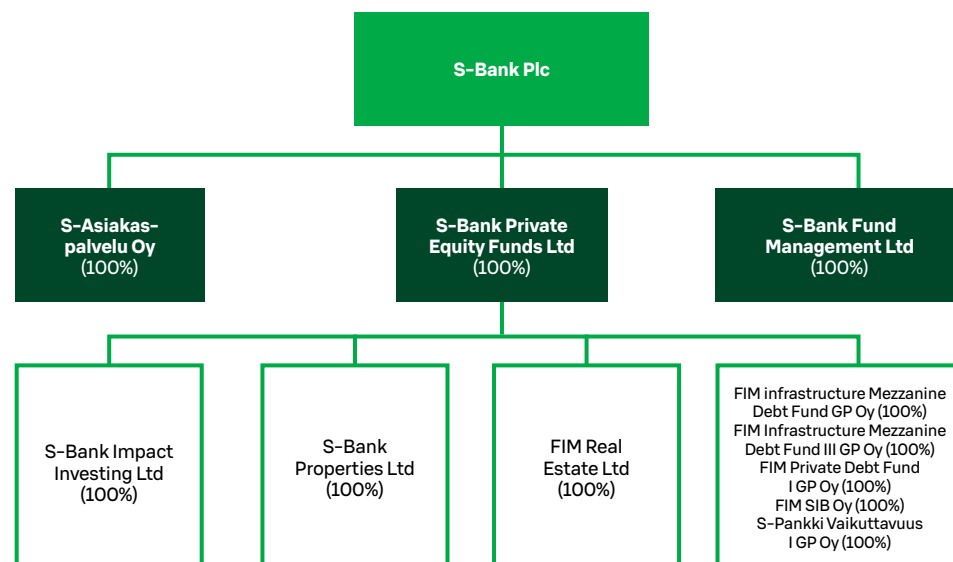 S-Bank Plc
S-Asiakas-
palvelu Oy
(100%)
S-Bank Private
Equity Funds Ltd
(100%)
S-Bank Fund
Management Ltd
(100%)
S-Bank Impact
Investing Ltd
(100%)
S-Bank
Properties Ltd
(100%)
FIM Real
Estate Ltd
(100%)
FIM infrastructure Mezzanine
Debt Fund GP Oy (100%)
FIM Infrastructure Mezzanine
Debt Fund III GP Oy (100%)
FIM Private Debt Fund
I GP Oy (100%)
FIM SIB Oy (100%)
S-Pankki Vaikuttavuus
I GP Oy (100%)